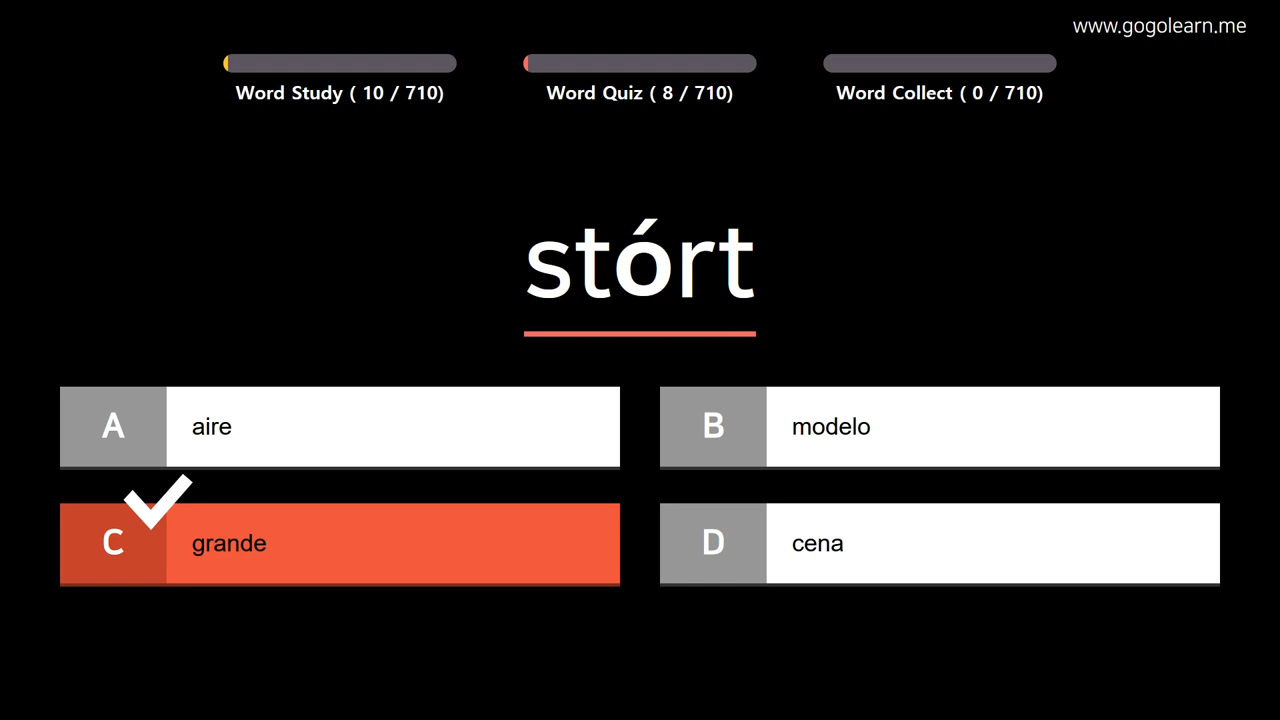 www.gogolearn.me
Word Study ( 10 / 710)
Word Quiz ( 8 / 710)
Word Collect ( 0 / 710)
stórt
A aire
B modelo
C grande
D cena